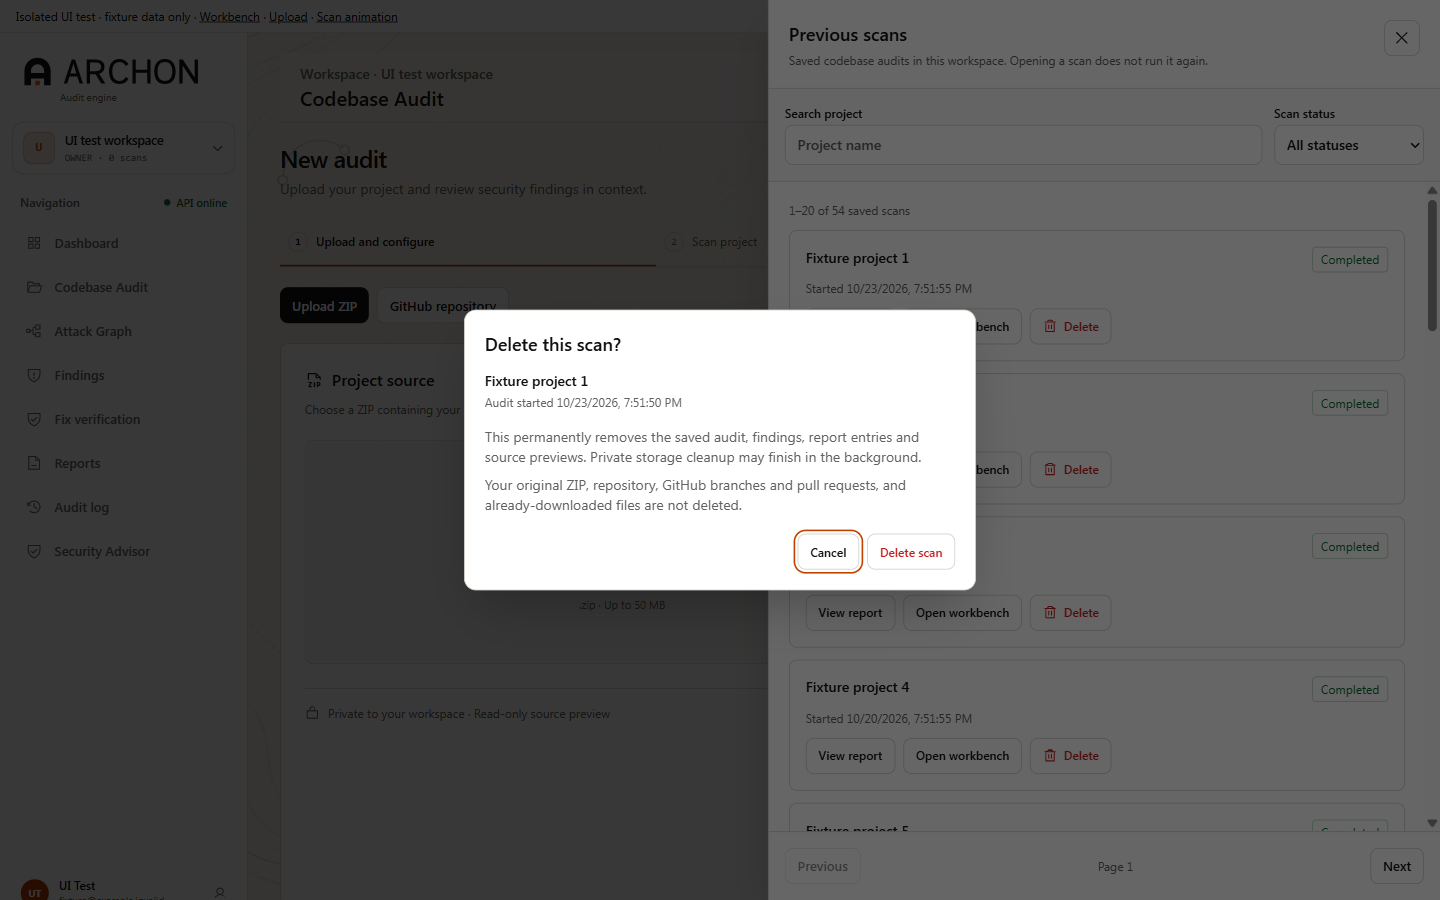 Isolated UI test · fixture data only · Workbench · Upload · Scan animation
ARCHON
Audit engine
U
UI test workspace
OWNER · 0 scans
Navigation
API online
Dashboard
Codebase Audit
Attack Graph
Findings
Fix verification
Reports
Audit log
Security Advisor
UT
UI Test
Workspace · UI test workspace
Codebase Audit
New audit
Upload your project and review security findings in context.
1 Upload and configure
2 Scan project
Upload ZIP
GitHub repository
ZIP
Project source
Choose a ZIP containing your
.zip · Up to 50 MB
Private to your workspace · Read-only source preview
Delete this scan?
Fixture project 1
Audit started 10/23/2026, 7:51:50 PM
This permanently removes the saved audit, findings, report entries and
source previews. Private storage cleanup may finish in the background.
Your original ZIP, repository, GitHub branches and pull requests, and
already-downloaded files are not deleted.
Cancel
Delete scan
Previous scans
Saved codebase audits in this workspace. Opening a scan does not run it again.
Search project
Scan status
Project name
All statuses
1–20 of 54 saved scans
Fixture project 1
Completed
Started 10/23/2026, 7:51:55 PM
bench
Delete
Completed
bench
Delete
Completed
View report
Open workbench
Delete
Fixture project 4
Completed
Started 10/20/2026, 7:51:55 PM
View report
Open workbench
Delete
Fixture project 5
Completed
Previous
Page 1
Next